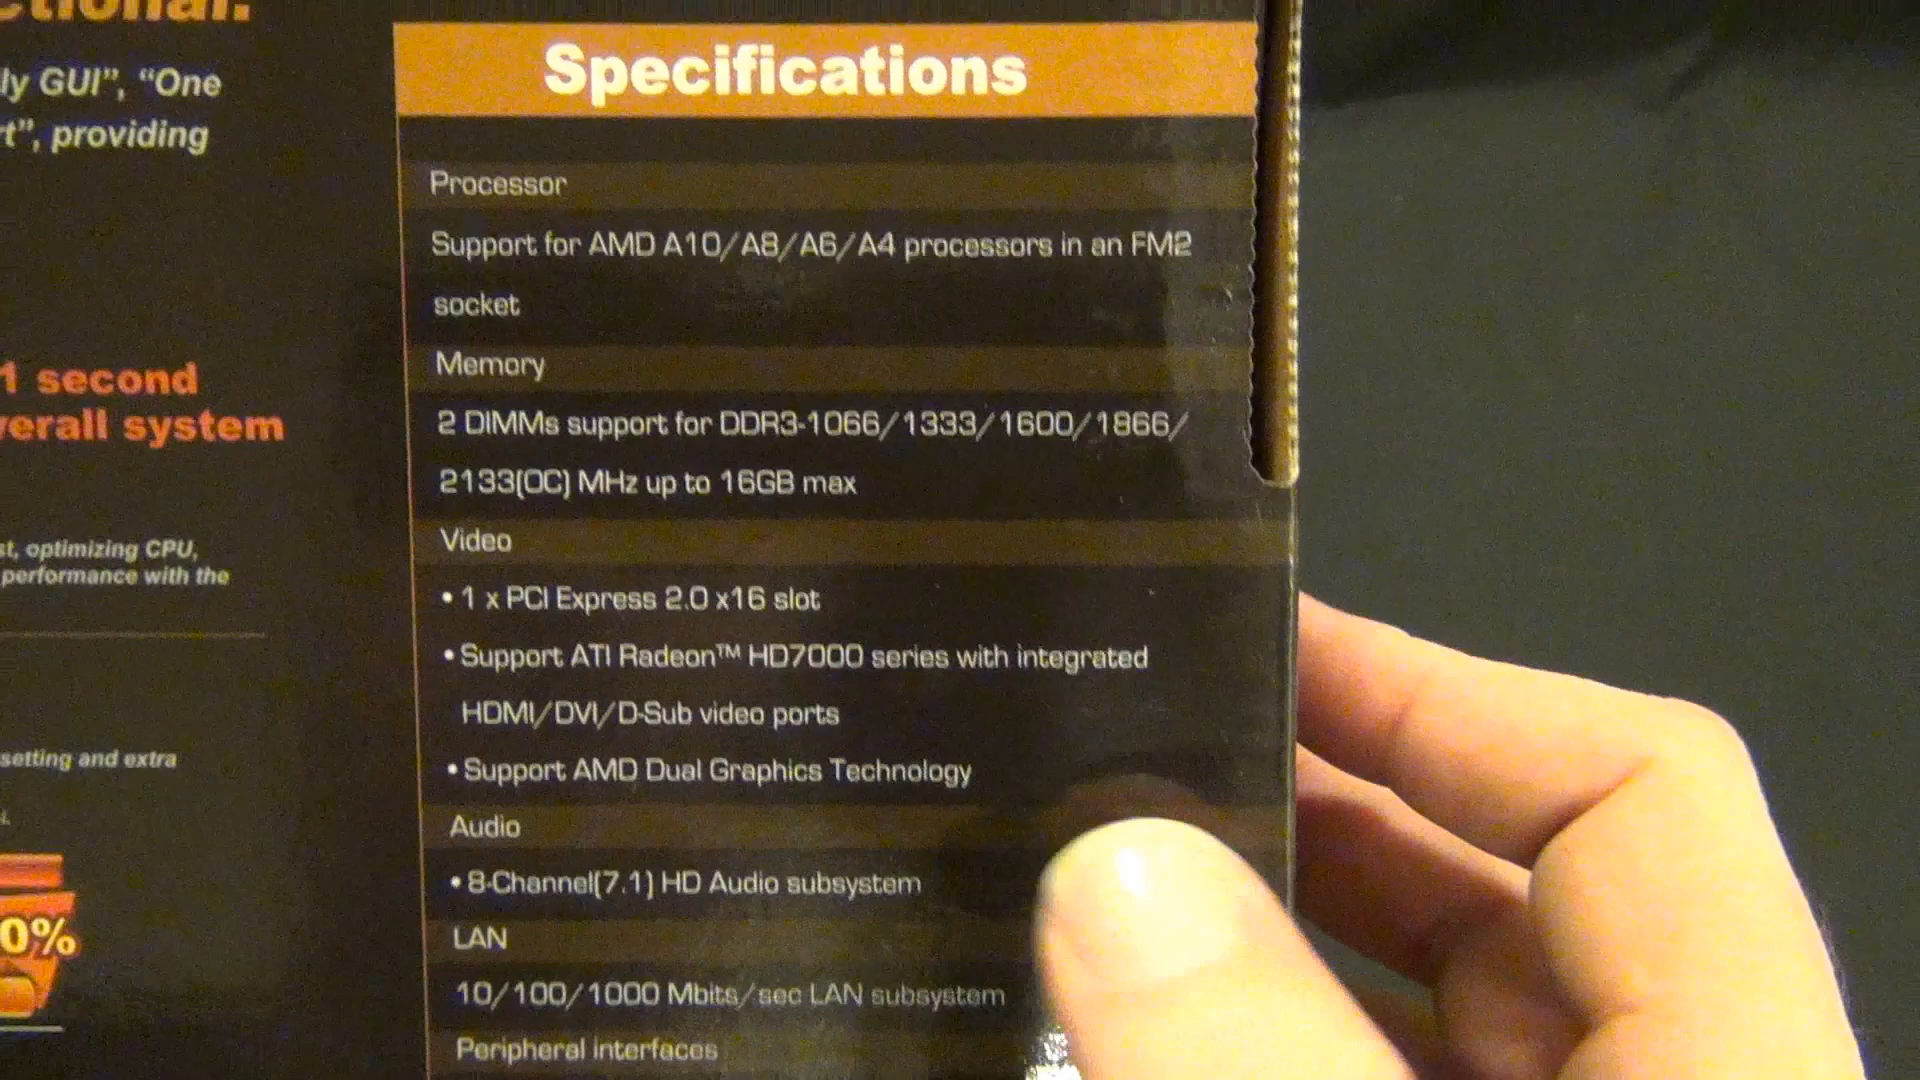 ctional.
ly GUI”, “One
rt”, providing
1 second
verall system
st, optimizing CPU,
performance with the
setting and extra
0%
Specifications
Processor
Support for AMD A10/A8/A6/A4 processors in an FM2
socket
Memory
2 DIMMs support for DDR3-1066/1333/1600/1866/
2133(OC) MHz up to 16GB max
Video
• 1 x PCI Express 2.0 x16 slot
• Support ATI Radeon™ HD7000 series with integrated
HDMI/DVI/D-Sub video ports
• Support AMD Dual Graphics Technology
Audio
• 8-Channel(7.1) HD Audio subsystem
LAN
10/100/1000 Mbits/sec LAN subsystem
Peripheral interfaces